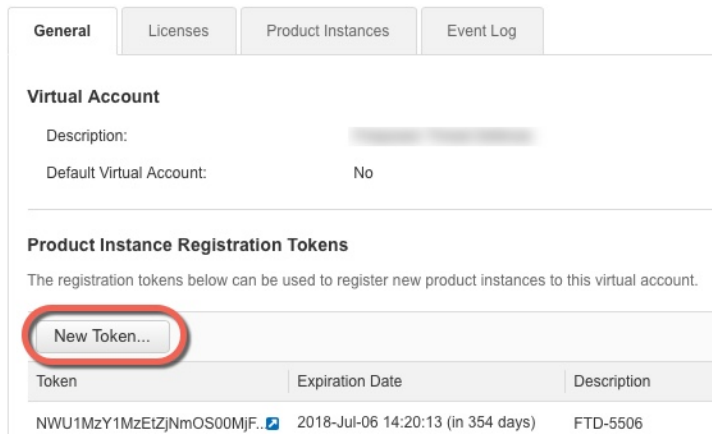 General Licenses Product Instances Event Log
Virtual Account
Description:
Default Virtual Account: No
Product Instance Registration Tokens
The registration tokens below can be used to register new product instances to this virtual account.
New Token...
Token Expiration Date Description
NWU1MzY1MzEtZjNmOS00MjF... 2018-Jul-06 14:20:13 (in 354 days) FTD-5506